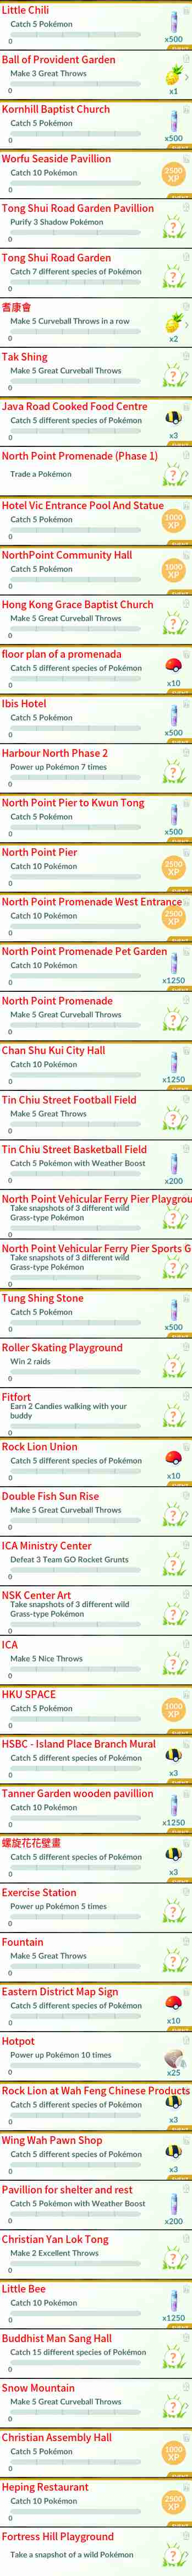 Little Chili
Catch 5 Pokémon
0
x500
Ball of Provident Garden
Make 3 Great Throws
0
x1
Kornhill Baptist Church
Catch 5 Pokémon
0
x500
Worfu Seaside Pavillion
Catch 10 Pokémon
2500
XP
0
Tong Shui Road Garden Pavillion
Purify 3 Shadow Pokémon
?
0
Tong Shui Road Garden
Catch 7 different species of Pokémon
?
0
耆康會
Make 5 Curveball Throws in a row
0
x2
Tak Shing
Make 5 Great Curveball Throws
?
0
Java Road Cooked Food Centre
Catch 5 different species of Pokémon
0
x3
North Point Promenade (Phase 1)
Trade a Pokémon
?
Hotel Vic Entrance Pool And Statue
Catch 5 Pokémon
1000
XP
0
NorthPoint Community Hall
Catch 5 Pokémon
1000
XP
0
Hong Kong Grace Baptist Church
Make 5 Great Curveball Throws
?
0
floor plan of a promenada
Catch 5 different species of Pokémon
0
x10
Ibis Hotel
Catch 5 Pokémon
0
x500
Harbour North Phase 2
Power up Pokémon 7 times
?
0
North Point Pier to Kwun Tong
Catch 5 Pokémon
0
x500
North Point Pier
Catch 10 Pokémon
2500
XP
0
North Point Promenade West Entrance
Catch 10 Pokémon
2500
XP
0
North Point Promenade Pet Garden
Catch 10 Pokémon
0
x1250
North Point Promenade
Make 5 Great Curveball Throws
?
0
Chan Shu Kui City Hall
Catch 10 Pokémon
0
x1250
Tin Chiu Street Football Field
Make 5 Great Throws
?
0
Tin Chiu Street Basketball Field
Catch 5 Pokémon with Weather Boost
0
x200
North Point Vehicular Ferry Pier Playgrou
Take snapshots of 3 different wild
Grass-type Pokémon
?
0
North Point Vehicular Ferry Pier Sports G
Take snapshots of 3 different wild
Grass-type Pokémon
?
0
Tung Shing Stone
Catch 5 Pokémon
0
x500
Roller Skating Playground
Win 2 raids
?
0
Fitfort
Earn 2 Candies walking with your
buddy
?
0
Rock Lion Union
Catch 5 different species of Pokémon
0
x10
Double Fish Sun Rise
Make 5 Great Curveball Throws
?
0
ICA Ministry Center
Defeat 3 Team GO Rocket Grunts
?
0
NSK Center Art
Take snapshots of 3 different wild
Grass-type Pokémon
?
0
ICA
Make 5 Nice Throws
?
0
HKU SPACE
Catch 5 Pokémon
1000
XP
0
HSBC - Island Place Branch Mural
Catch 5 different species of Pokémon
0
x3
Tanner Garden wooden pavillion
Catch 10 Pokémon
0
x1250
螺旋花花壁畫
Catch 5 different species of Pokémon
0
x3
Exercise Station
Power up Pokémon 5 times
?
0
Fountain
Make 5 Great Throws
?
0
Eastern District Map Sign
Catch 5 different species of Pokémon
0
x10
Hotpot
Power up Pokémon 10 times
0
x25
Rock Lion at Wah Feng Chinese Products
Catch 5 different species of Pokémon
0
x3
Wing Wah Pawn Shop
Catch 5 different species of Pokémon
0
x3
Pavillion for shelter and rest
Catch 5 Pokémon with Weather Boost
0
x200
Christian Yan Lok Tong
Make 2 Excellent Throws
?
0
Little Bee
Catch 10 Pokémon
0
x1250
Buddhist Man Sang Hall
Catch 15 different species of Pokémon
?
0
Snow Mountain
Make 5 Great Curveball Throws
?
0
Christian Assembly Hall
Catch 5 Pokémon
1000
XP
0
Heping Restaurant
Catch 10 Pokémon
2500
XP
0
Fortress Hill Playground
Take a snapshot of a wild Pokémon
?